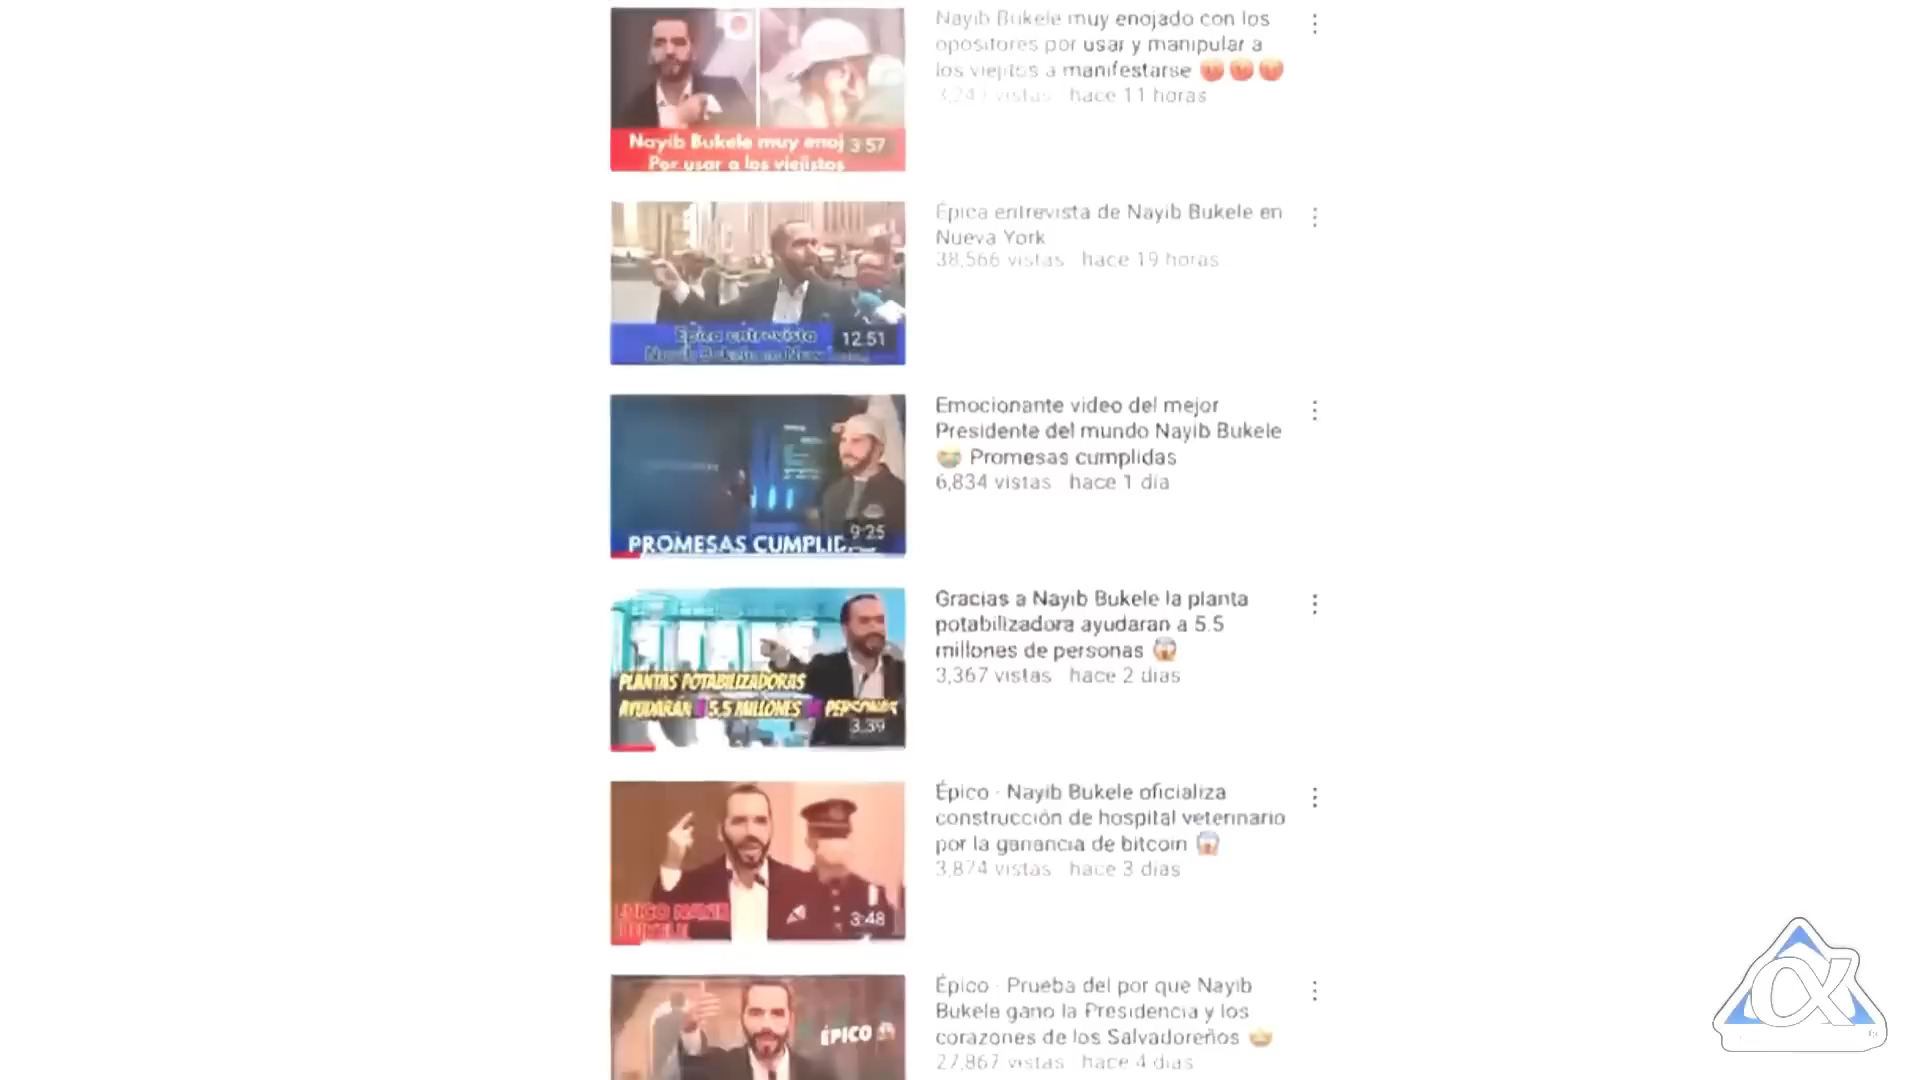 Nayib Bukele muy enojado con los
opositores por usar y manipular a
los viejitos a manifestarse
vistas hace 11 horas
Nayib Bukele muy enoj
3:57
Por usar a los viejistos
Épica entrevista de Nayib Bukele en
Nueva York
38,566 vistas hace 19 horas
Épica entrevista
12:51
Emocionante video del mejor
Presidente del mundo Nayib Bukele
Promesas cumplidas
6,834 vistas hace 1 día
9:25
PROMESAS CUMPLID
Gracias a Nayib Bukele la planta
potabilizadora ayudaran a 5.5
millones de personas
3,367 vistas hace 2 días
PLANTAS POTABILIZADORAS
AYUDARÁN A 5.5 MILLONES DE PERSONAS
3:39
Épico - Nayib Bukele oficializa
construcción de hospital veterinario
por la ganancia de bitcoin
3,874 vistas hace 3 días
ÉPICO NAYIB
BUKELE
3:48
Épico - Prueba del por que Nayib
Bukele gano la Presidencia y los
corazones de los Salvadoreños
27,867 vistas hace 4 días
ÉPICO
α